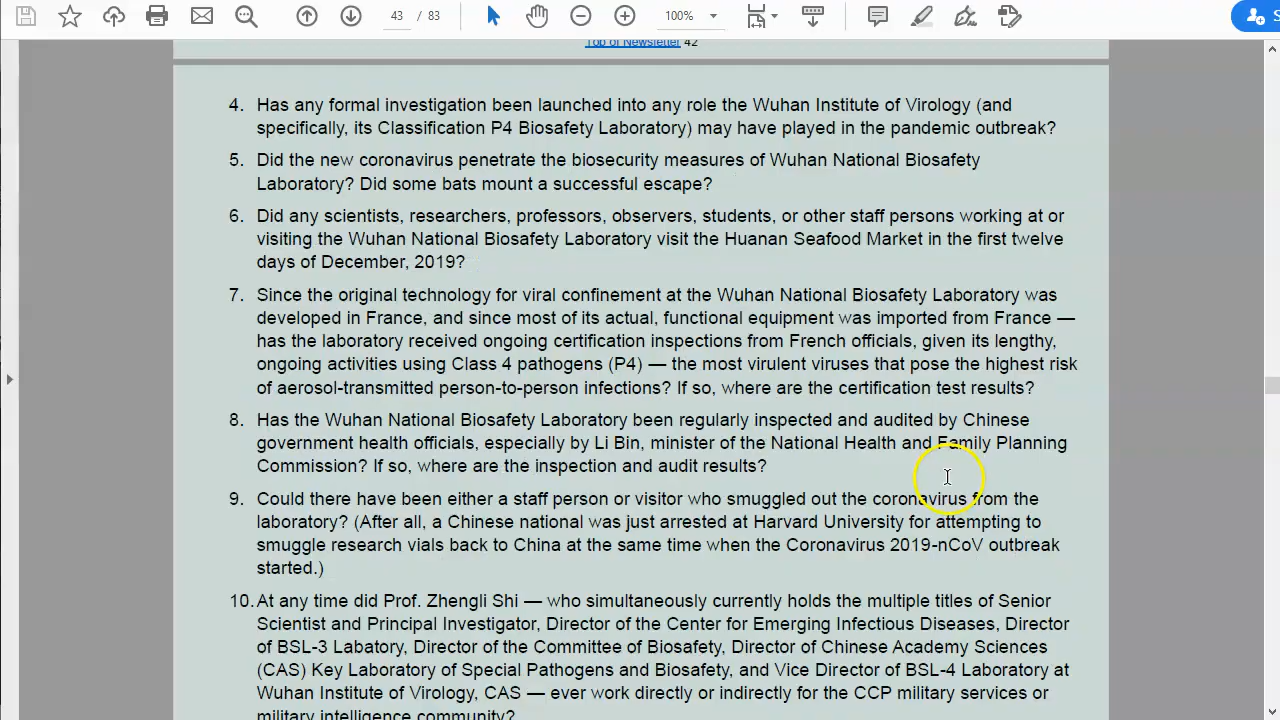 43 / 83
100%
S
Top of Newsletter 42
4. Has any formal investigation been launched into any role the Wuhan Institute of Virology (and
specifically, its Classification P4 Biosafety Laboratory) may have played in the pandemic outbreak?
5. Did the new coronavirus penetrate the biosecurity measures of Wuhan National Biosafety
Laboratory? Did some bats mount a successful escape?
6. Did any scientists, researchers, professors, observers, students, or other staff persons working at or
visiting the Wuhan National Biosafety Laboratory visit the Huanan Seafood Market in the first twelve
days of December, 2019?
7. Since the original technology for viral confinement at the Wuhan National Biosafety Laboratory was
developed in France, and since most of its actual, functional equipment was imported from France —
has the laboratory received ongoing certification inspections from French officials, given its lengthy,
ongoing activities using Class 4 pathogens (P4) — the most virulent viruses that pose the highest risk
of aerosol-transmitted person-to-person infections? If so, where are the certification test results?
8. Has the Wuhan National Biosafety Laboratory been regularly inspected and audited by Chinese
government health officials, especially by Li Bin, minister of the National Health and Family Planning
Commission? If so, where are the inspection and audit results?
9. Could there have been either a staff person or visitor who smuggled out the coronavirus from the
laboratory? (After all, a Chinese national was just arrested at Harvard University for attempting to
smuggle research vials back to China at the same time when the Coronavirus 2019-nCoV outbreak
started.)
10. At any time did Prof. Zhengli Shi — who simultaneously currently holds the multiple titles of Senior
Scientist and Principal Investigator, Director of the Center for Emerging Infectious Diseases, Director
of BSL-3 Labatory, Director of the Committee of Biosafety, Director of Chinese Academy Sciences
(CAS) Key Laboratory of Special Pathogens and Biosafety, and Vice Director of BSL-4 Laboratory at
Wuhan Institute of Virology, CAS — ever work directly or indirectly for the CCP military services or
military intelligence community?